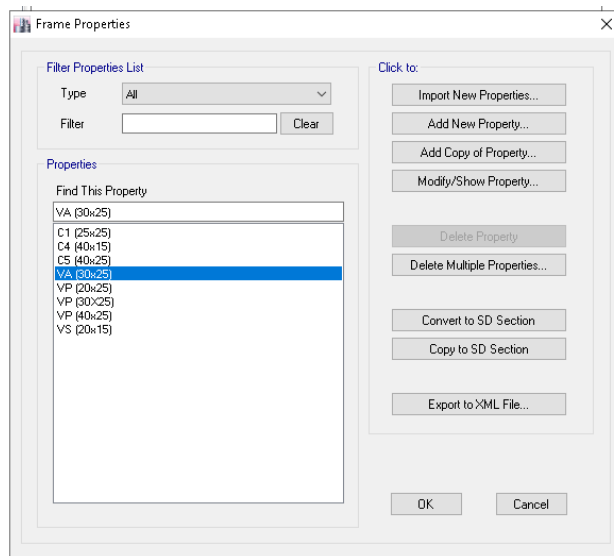 Frame Properties
Filter Properties List
Type All
Filter Clear
Properties
Find This Property
VA (30x25)
C1 (25x25)
C4 (40x15)
C5 (40x25)
VA (30x25)
VP (20x25)
VP (30X25)
VP (40x25)
VS (20x15)
Click to:
Import New Properties...
Add New Property...
Add Copy of Property...
Modify/Show Property...
Delete Property
Delete Multiple Properties...
Convert to SD Section
Copy to SD Section
Export to XML File...
OK Cancel